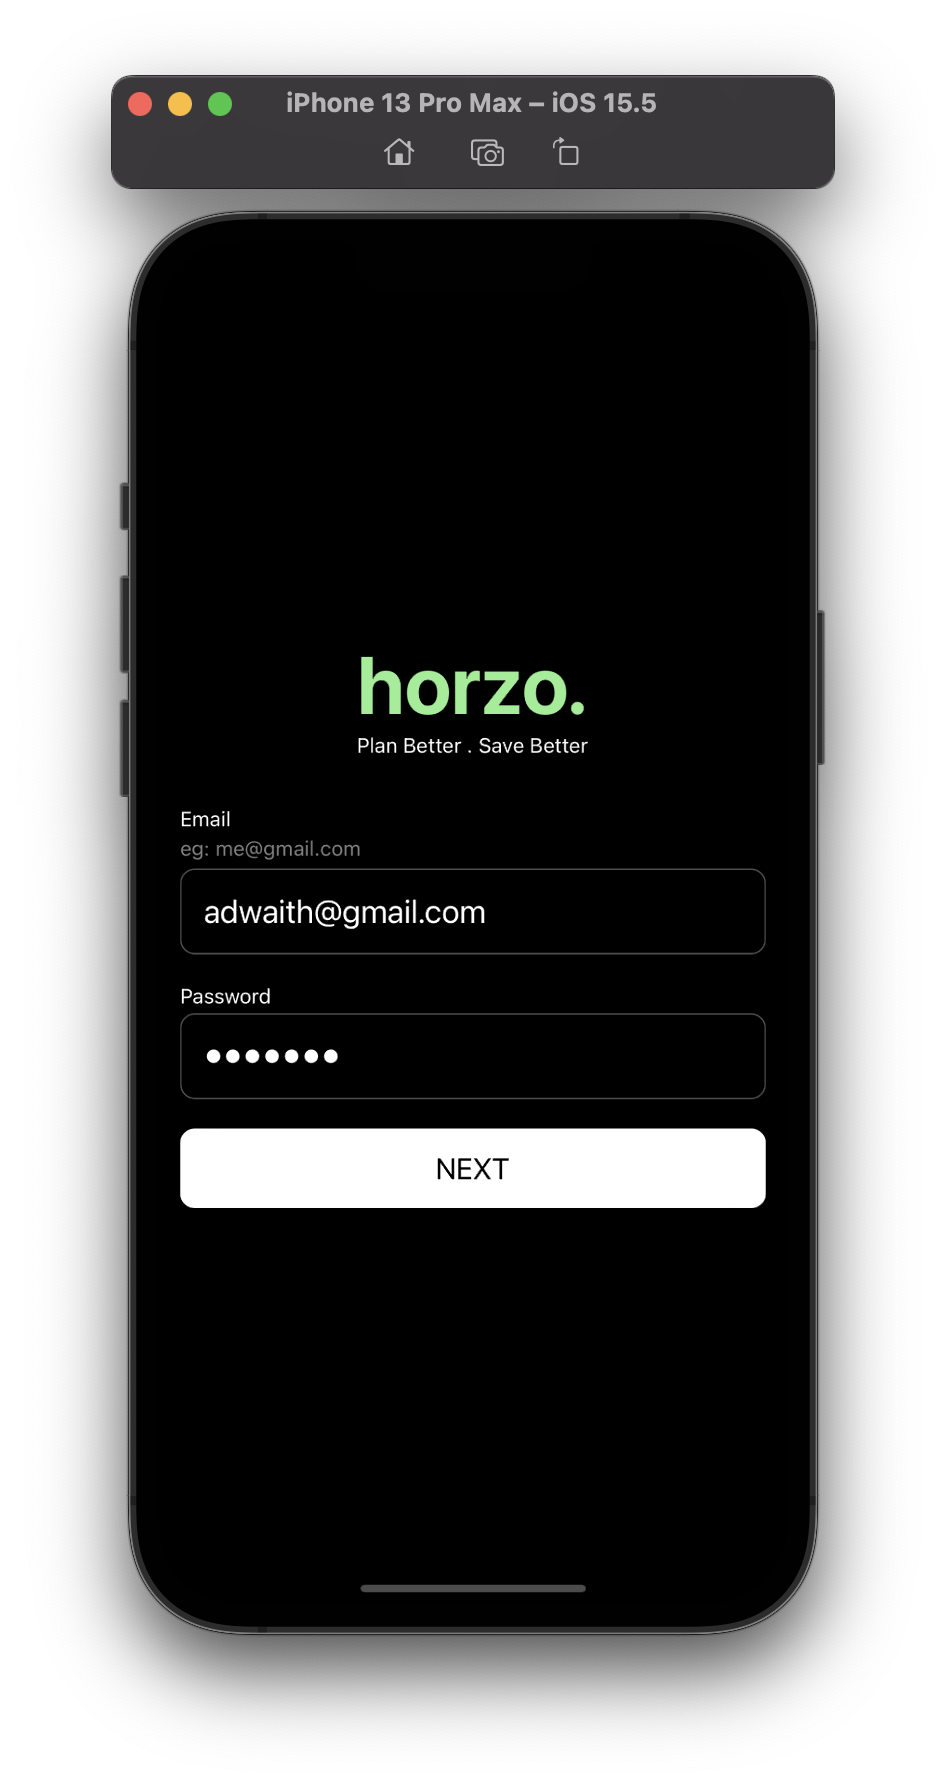 iPhone 13 Pro Max – iOS 15.5
horzo.
Plan Better . Save Better
Email
eg: me@gmail.com
adwaith@gmail.com
Password
●●●●●●●
NEXT